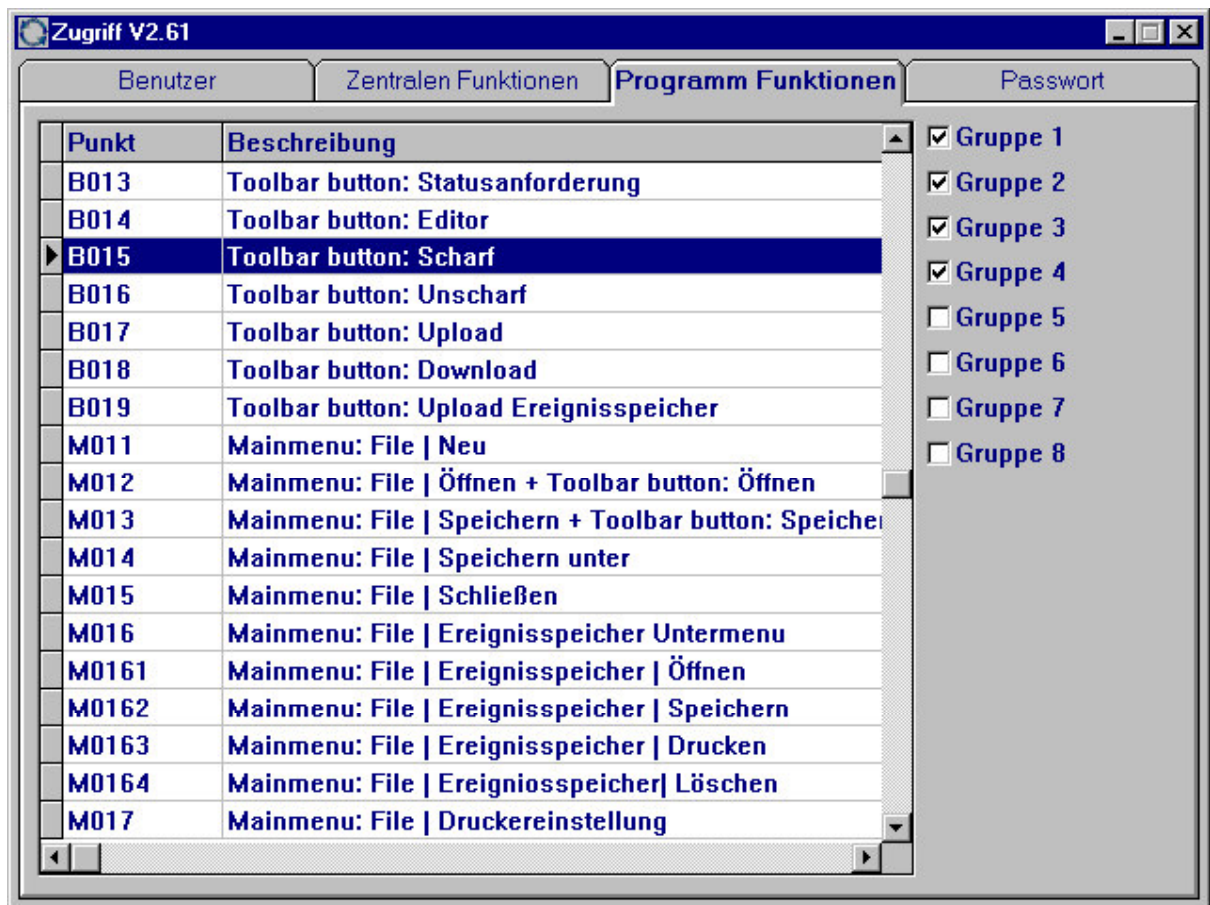 Zugriff V2.61
Benutzer Zentralen Funktionen Programm Funktionen Passwort
Punkt Beschreibung
B013 Toolbar button: Statusanforderung
B014 Toolbar button: Editor
B015 Toolbar button: Scharf
B016 Toolbar button: Unscharf
B017 Toolbar button: Upload
B018 Toolbar button: Download
B019 Toolbar button: Upload Ereignisspeicher
M011 Mainmenu: File | Neu
M012 Mainmenu: File | Öffnen + Toolbar button: Öffnen
M013 Mainmenu: File | Speichern + Toolbar button: Speicher
M014 Mainmenu: File | Speichern unter
M015 Mainmenu: File | Schließen
M016 Mainmenu: File | Ereignisspeicher Untermenu
M0161 Mainmenu: File | Ereignisspeicher | Öffnen
M0162 Mainmenu: File | Ereignisspeicher | Speichern
M0163 Mainmenu: File | Ereignisspeicher | Drucken
M0164 Mainmenu: File | Ereigniosspeicher| Löschen
M017 Mainmenu: File | Druckereinstellung
Gruppe 1
Gruppe 2
Gruppe 3
Gruppe 4
Gruppe 5
Gruppe 6
Gruppe 7
Gruppe 8